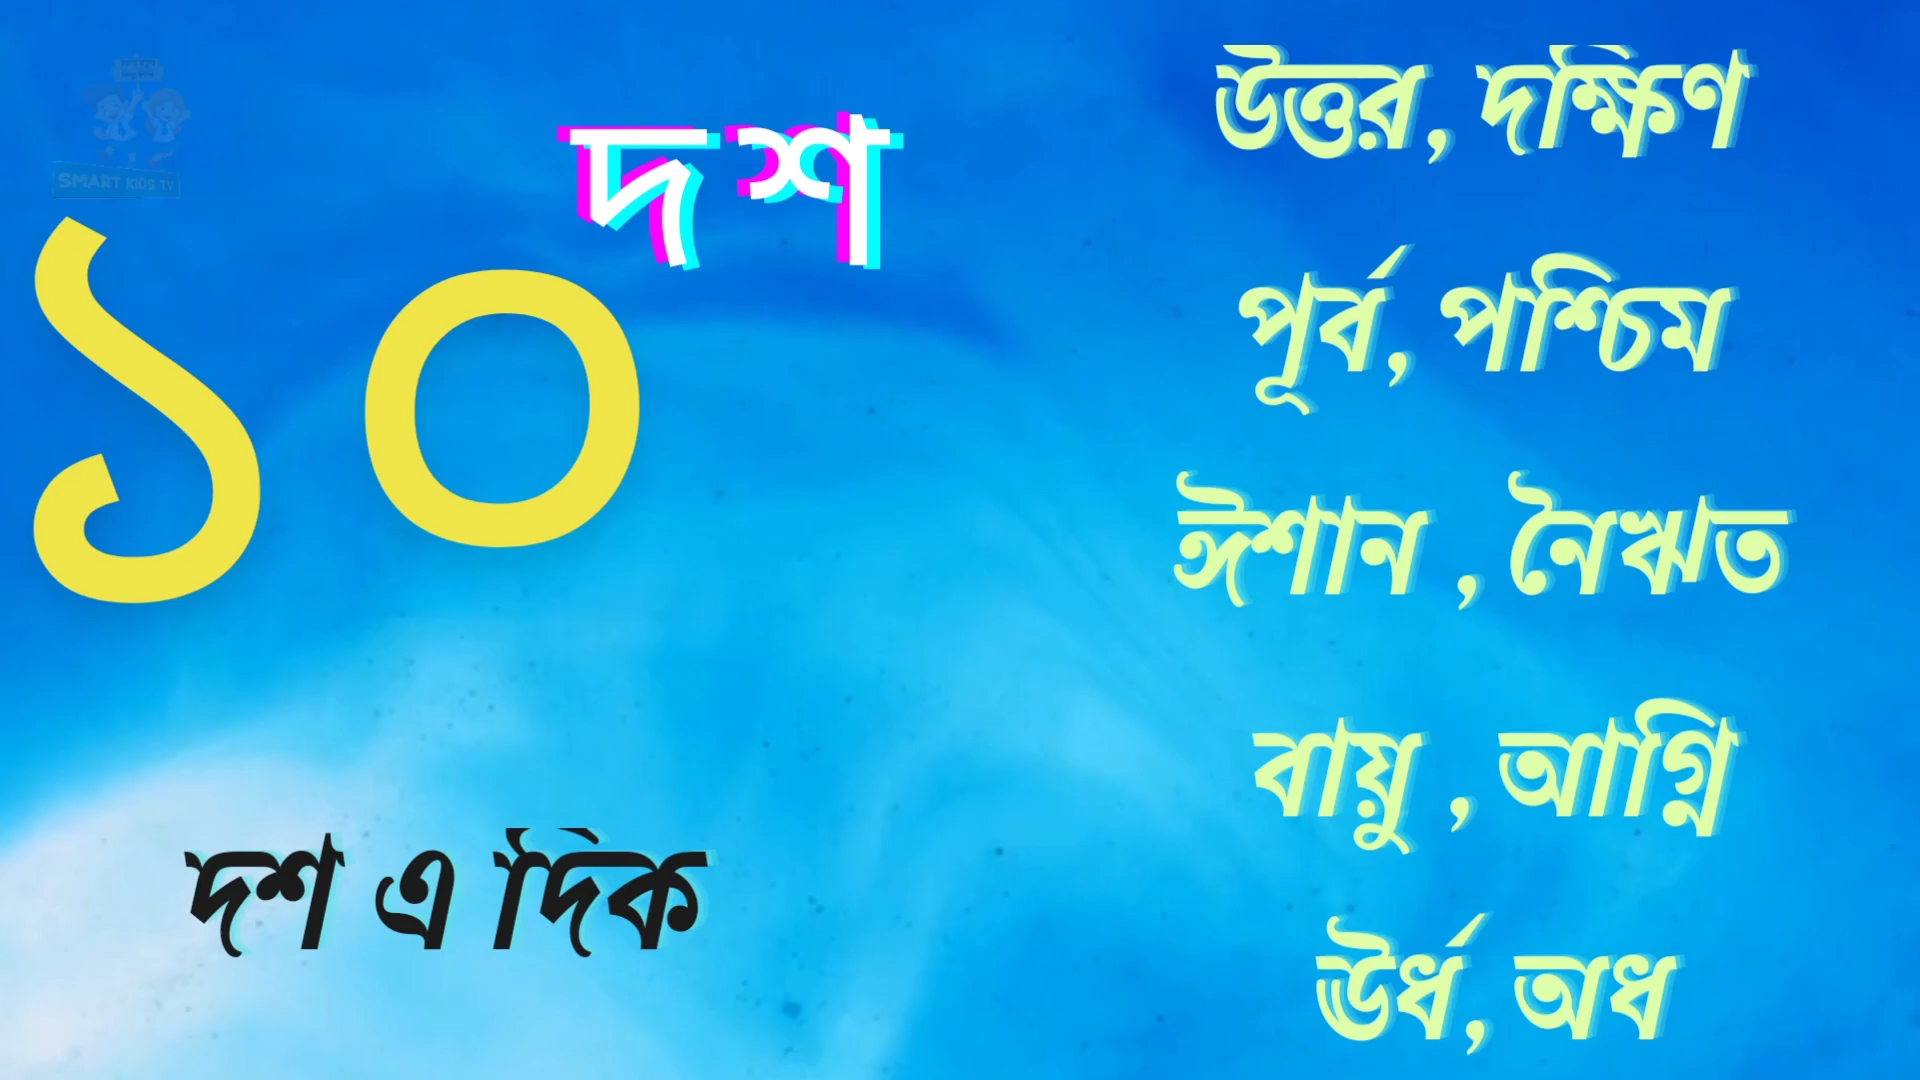 SMART KIDS TV
১০
দশ
দশ এ দিক
উত্তর, দক্ষিণ
পূর্ব, পশ্চিম
ঈশান , নৈঋত
বায়ু , আগ্নি
ঊর্ধ, অধ